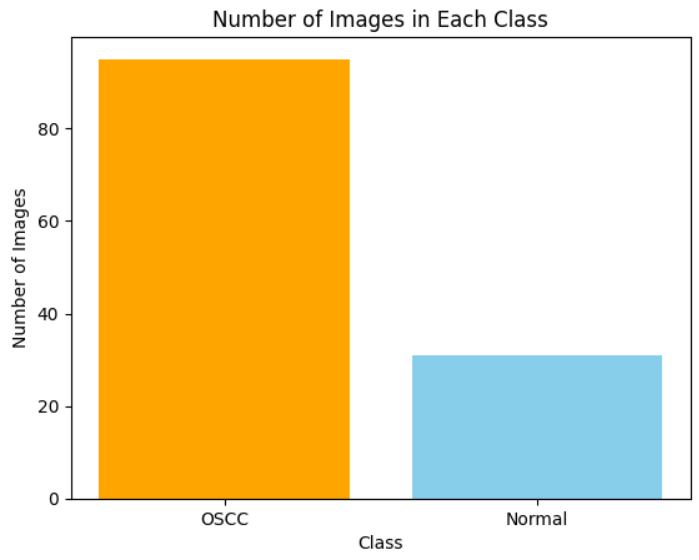 Number of Images in Each Class
Number of Images
80
60
40
20
0
OSCC
Normal
Class